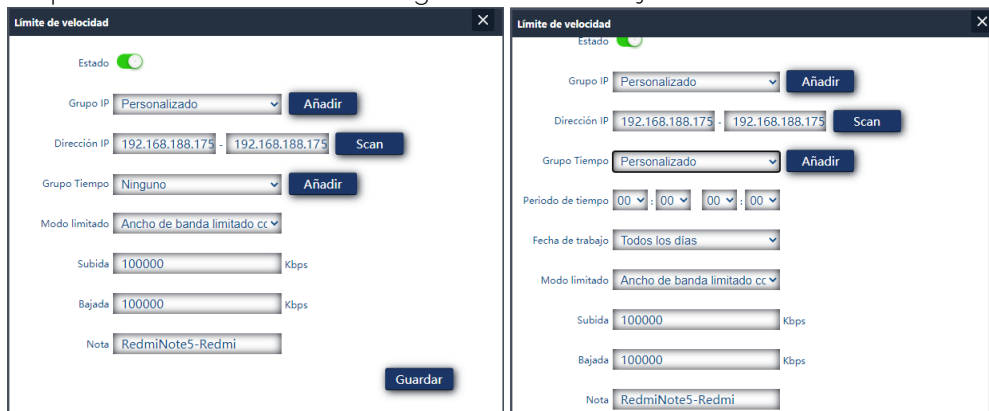 Límite de velocidad
Estado
Grupo IP Personalizado Añadir
Dirección IP 192.168.188.175 - 192.168.188.175 Scan
Grupo Tiempo Ninguno Añadir
Modo limitado Ancho de banda limitado cc
Subida 100000 Kbps
Bajada 100000 Kbps
Nota RedmiNote5-Redmi
Guardar
Límite de velocidad
Estado
Grupo IP Personalizado Añadir
Dirección IP 192.168.188.175 - 192.168.188.175 Scan
Grupo Tiempo Personalizado Añadir
Periodo de tiempo 00 : 00 00 : 00
Fecha de trabajo Todos los días
Modo limitado Ancho de banda limitado cc
Subida 100000 Kbps
Bajada 100000 Kbps
Nota RedmiNote5-Redmi